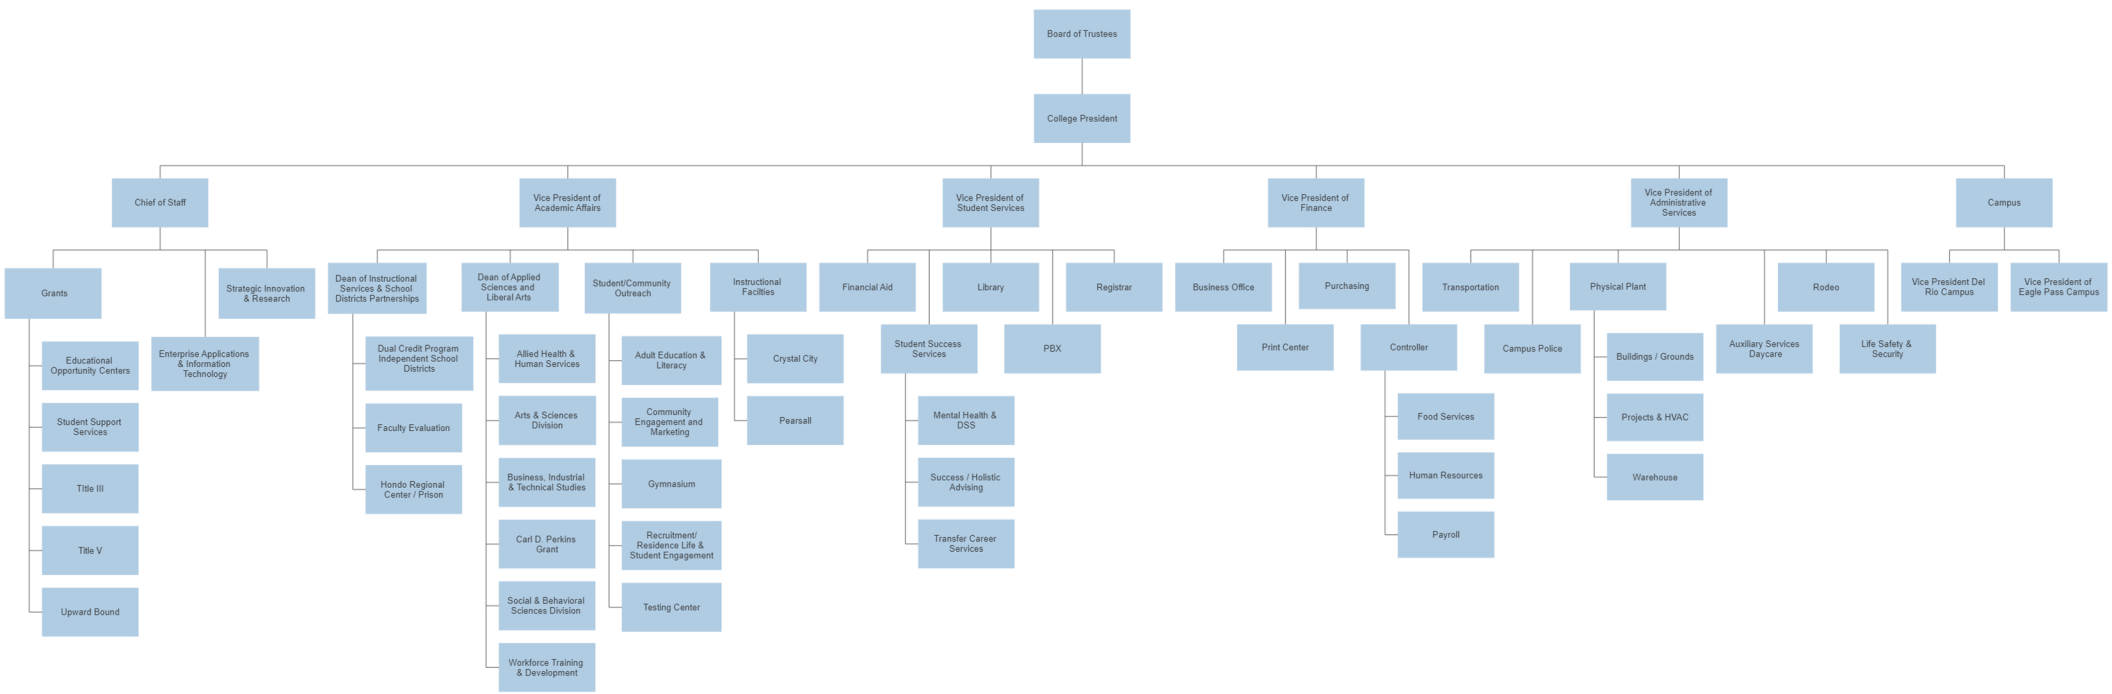 Board of Trustees
College President
Chief of Staff
Vice President of
Academic Affairs
Vice President of
Student Services
Vice President of
Finance
Vice President of
Administrative
Services
Campus
Grants
Strategic Innovation
& Research
Dean of Instructional
Services & School
Districts Partnerships
Dean of Applied
Sciences and
Liberal Arts
Student/Community
Outreach
Instructional
Facilties
Financial Aid
Library
Registrar
Business Office
Purchasing
Transportation
Physical Plant
Rodeo
Vice President Del
Rio Campus
Vice President of
Eagle Pass Campus
Enterprise Applications
& Information
Technology
Student Success
Services
PBX
Print Center
Controller
Campus Police
Auxiliary Services
Daycare
Life Safety &
Security
Educational
Opportunity Centers
Student Support
Services
TItle III
Title V
Upward Bound
Dual Credit Program
Independent School
Districts
Faculty Evaluation
Hondo Regional
Center / Prison
Allied Health &
Human Services
Arts & Sciences
Division
Business, Industrial
& Technical Studies
Carl D. Perkins
Grant
Social & Behavioral
Sciences Division
Workforce Training
& Development
Adult Education &
Literacy
Community
Engagement and
Marketing
Gymnasium
Recruitment/
Residence Life &
Student Engagement
Testing Center
Crystal City
Pearsall
Mental Health &
DSS
Success / Holistic
Advising
Transfer Career
Services
Food Services
Human Resources
Payroll
Buildings / Grounds
Projects & HVAC
Warehouse